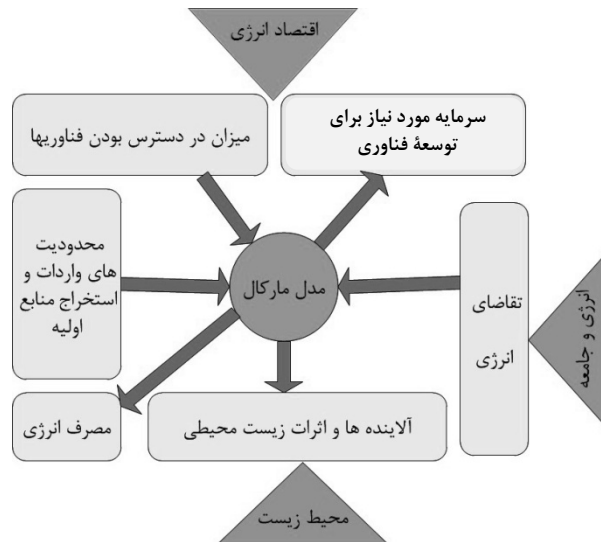 اقتصاد انرژی
سرمایه مورد نیاز برای
توسعهٔ فناوری
میزان در دسترس بودن فناوریها
محدودیت
های واردات و
استخراج منابع
اولیه
مدل مارکال
تقاضای
انرژی
انرژی و جامعه
مصرف انرژی
آلاینده ها و اثرات زیست محیطی
محیط زیست